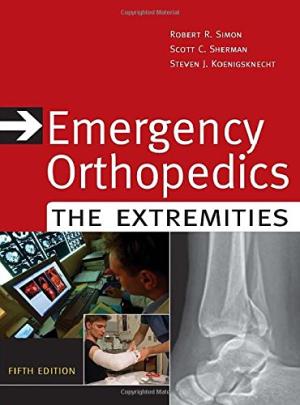 ROBERT R. SIMON
SCOTT C. SHERMAN
STEVEN J. KOENIGSKNECHT
Emergency
Orthopedics
THE EXTREMITIES
FIFTH EDITION